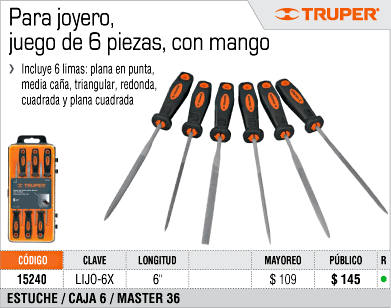 Para joyero,
juego de 6 piezas, con mango
TRUPER
Incluye 6 limas: plana en punta,
media caña, triangular, redonda,
cuadrada y plana cuadrada
TRUPER
CÓDIGO CLAVE LONGITUD MAYOREO PÚBLICO R
15240 LIJO-6X 6" $ 109 $ 145
ESTUCHE / CAJA 6 / MASTER 36